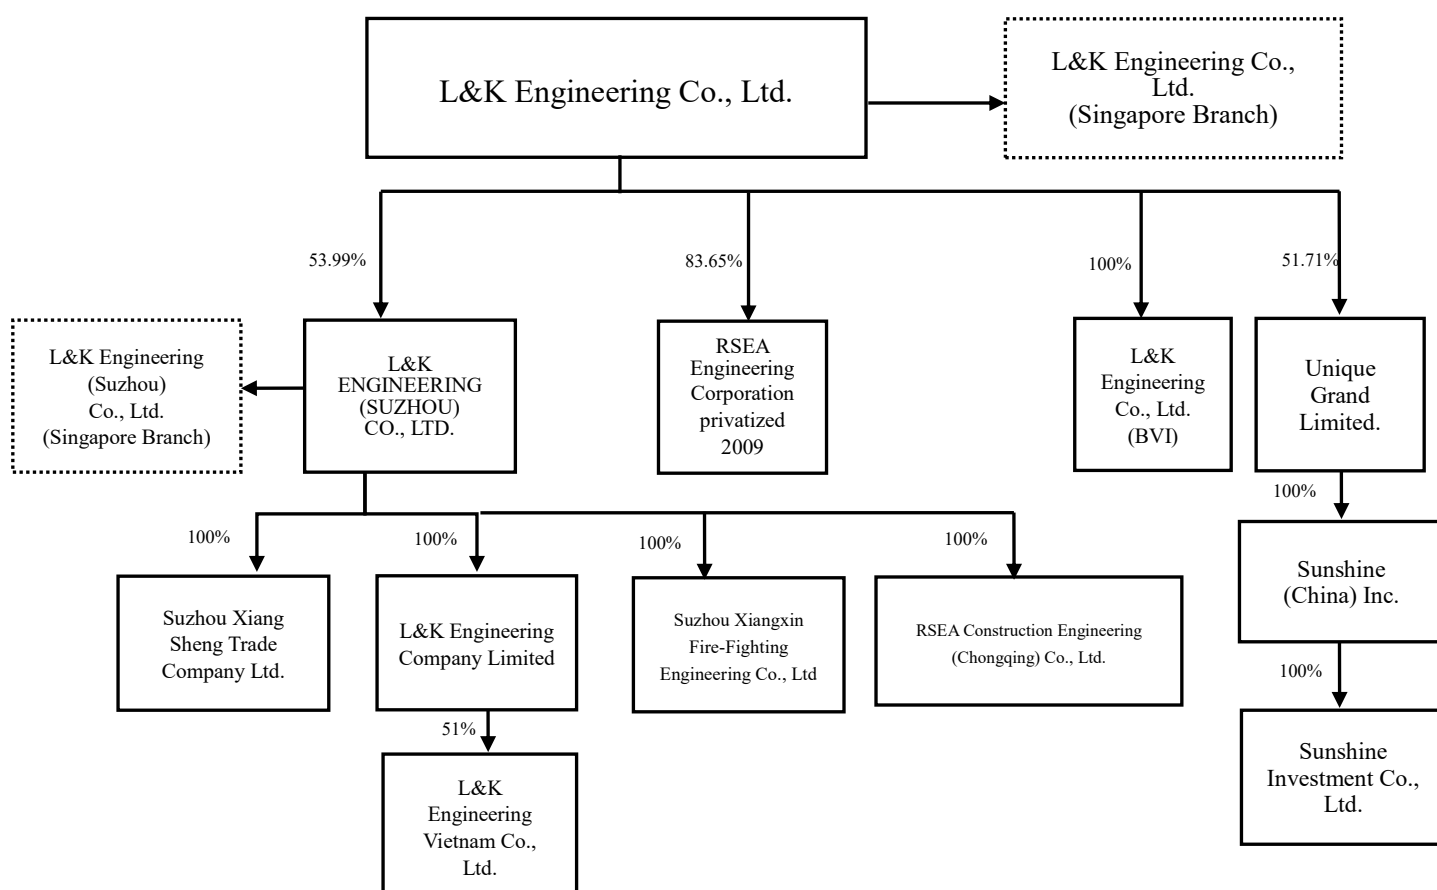 L&K Engineering Co., Ltd.
L&K Engineering Co.,
Ltd.
(Singapore Branch)
53.99%
83.65%
100%
51.71%
L&K Engineering
(Suzhou)
Co., Ltd.
(Singapore Branch)
L&K
ENGINEERING
(SUZHOU)
CO., LTD.
RSEA
Engineering
Corporation
privatized
2009
L&K
Engineering
Co., Ltd.
(BVI)
Unique
Grand
Limited.
100%
100%
100%
100%
100%
Sunshine
(China) Inc.
Suzhou Xiang
Sheng Trade
Company Ltd.
L&K Engineering
Company Limited
Suzhou Xiangxin
Fire-Fighting
Engineering Co., Ltd
RSEA Construction Engineering
(Chongqing) Co., Ltd.
100%
51%
L&K
Engineering
Vietnam Co.,
Ltd.
Sunshine
Investment Co.,
Ltd.